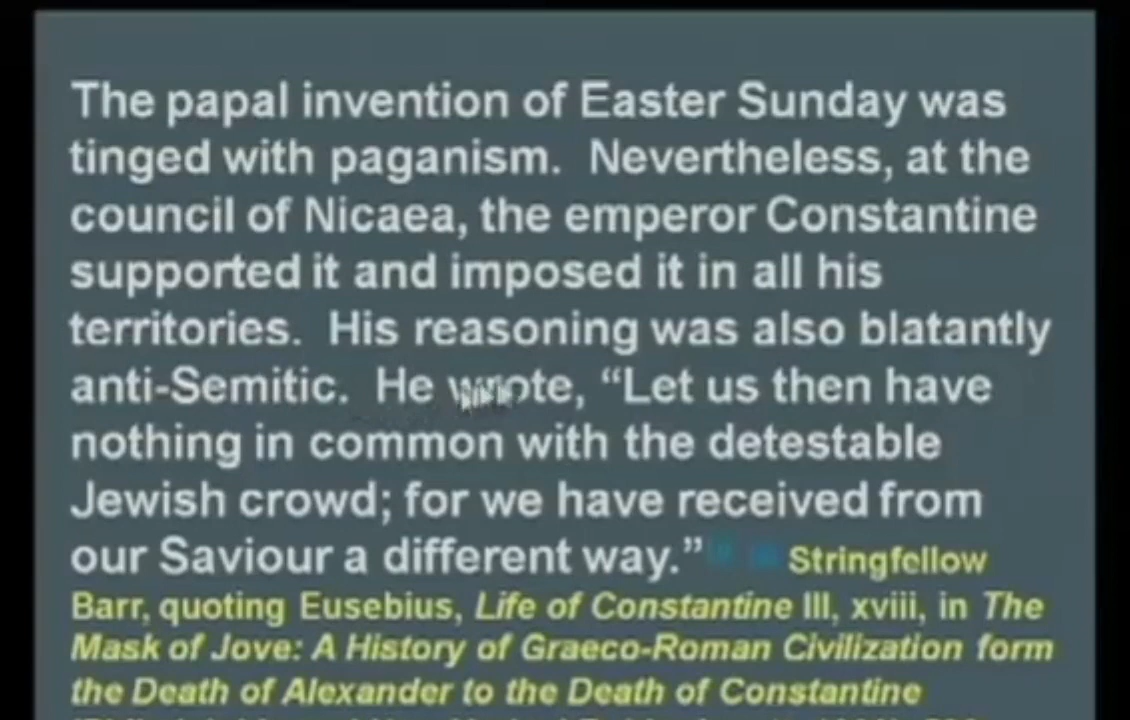 The papal invention of Easter Sunday was
tinged with paganism. Nevertheless, at the
council of Nicaea, the emperor Constantine
supported it and imposed it in all his
territories. His reasoning was also blatantly
anti-Semitic. He wrote, “Let us then have
nothing in common with the detestable
Jewish crowd; for we have received from
our Saviour a different way.” Stringfellow
Barr, quoting Eusebius, Life of Constantine III, xviii, in The
Mask of Jove: A History of Graeco-Roman Civilization form
the Death of Alexander to the Death of Constantine